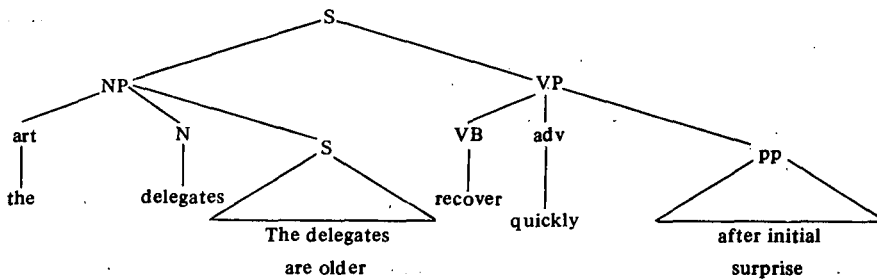 S
NP VP
art N S VB adv pp
the delegates recover quickly
The delegates after initial
are older surprise